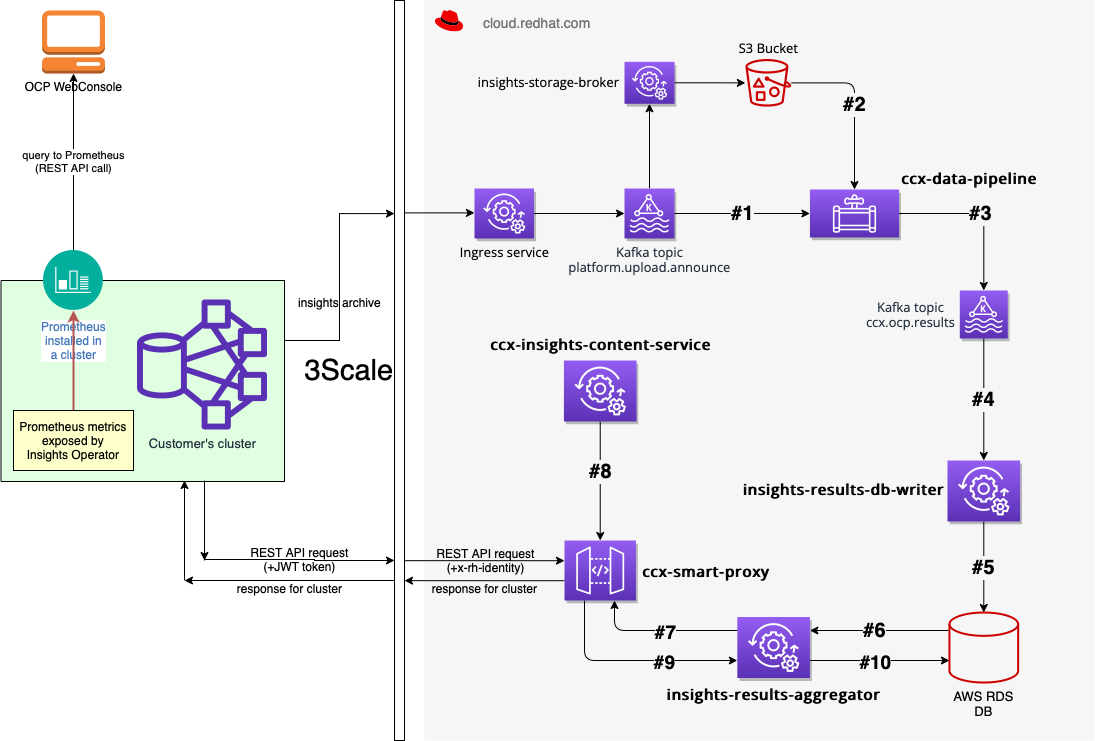 cloud.redhat.com
OCP WebConsole
query to Prometheus
(REST API call)
S3 Bucket
insights-storage-broker
#2
ccx-data-pipeline
#1
#3
Ingress service
Kafka topic
platform.upload.announce
insights archive
3Scale
Prometheus
installed in
a cluster
Prometheus metrics
exposed by
Insights Operator
Customer's cluster
Kafka topic
ccx.ocp.results
ccx-insights-content-service
#4
#8
insights-results-db-writer
REST API request
(+JWT token)
response for cluster
REST API request
(+x-rh-identity)
response for cluster
ccx-smart-proxy
#5
#7
#6
#9
#10
insights-results-aggregator
AWS RDS
DB